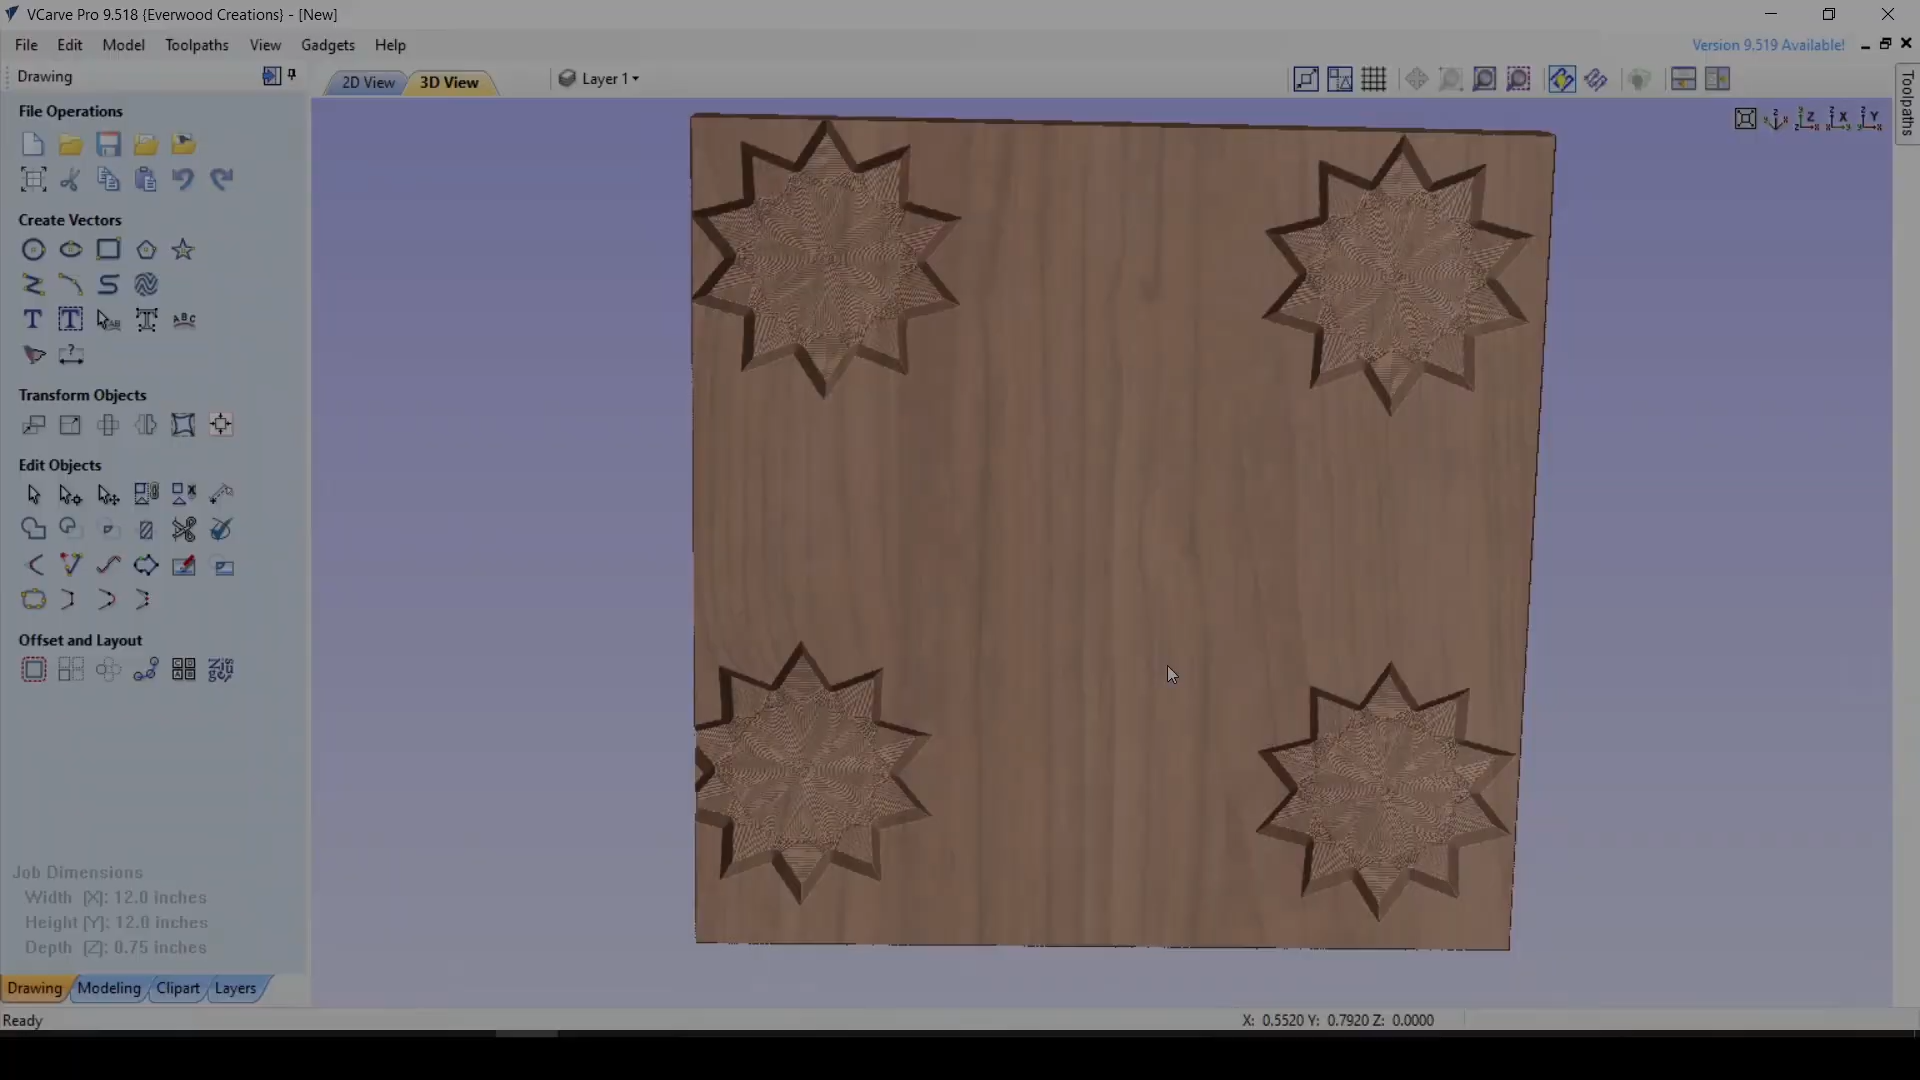 VCarve Pro 9.518 {Everwood Creations} - [New]
File Edit Model Toolpaths View Gadgets Help
Version 9.519 Available!
Drawing
2D View 3D View
Layer 1
Toolpaths
File Operations
Create Vectors
Transform Objects
Edit Objects
Offset and Layout
Job Dimensions
Width [X]: 12.0 inches
Height [Y]: 12.0 inches
Depth [Z]: 0.75 inches
Drawing Modeling Clipart Layers
Ready
X: 0.5520 Y: 0.7920 Z: 0.0000